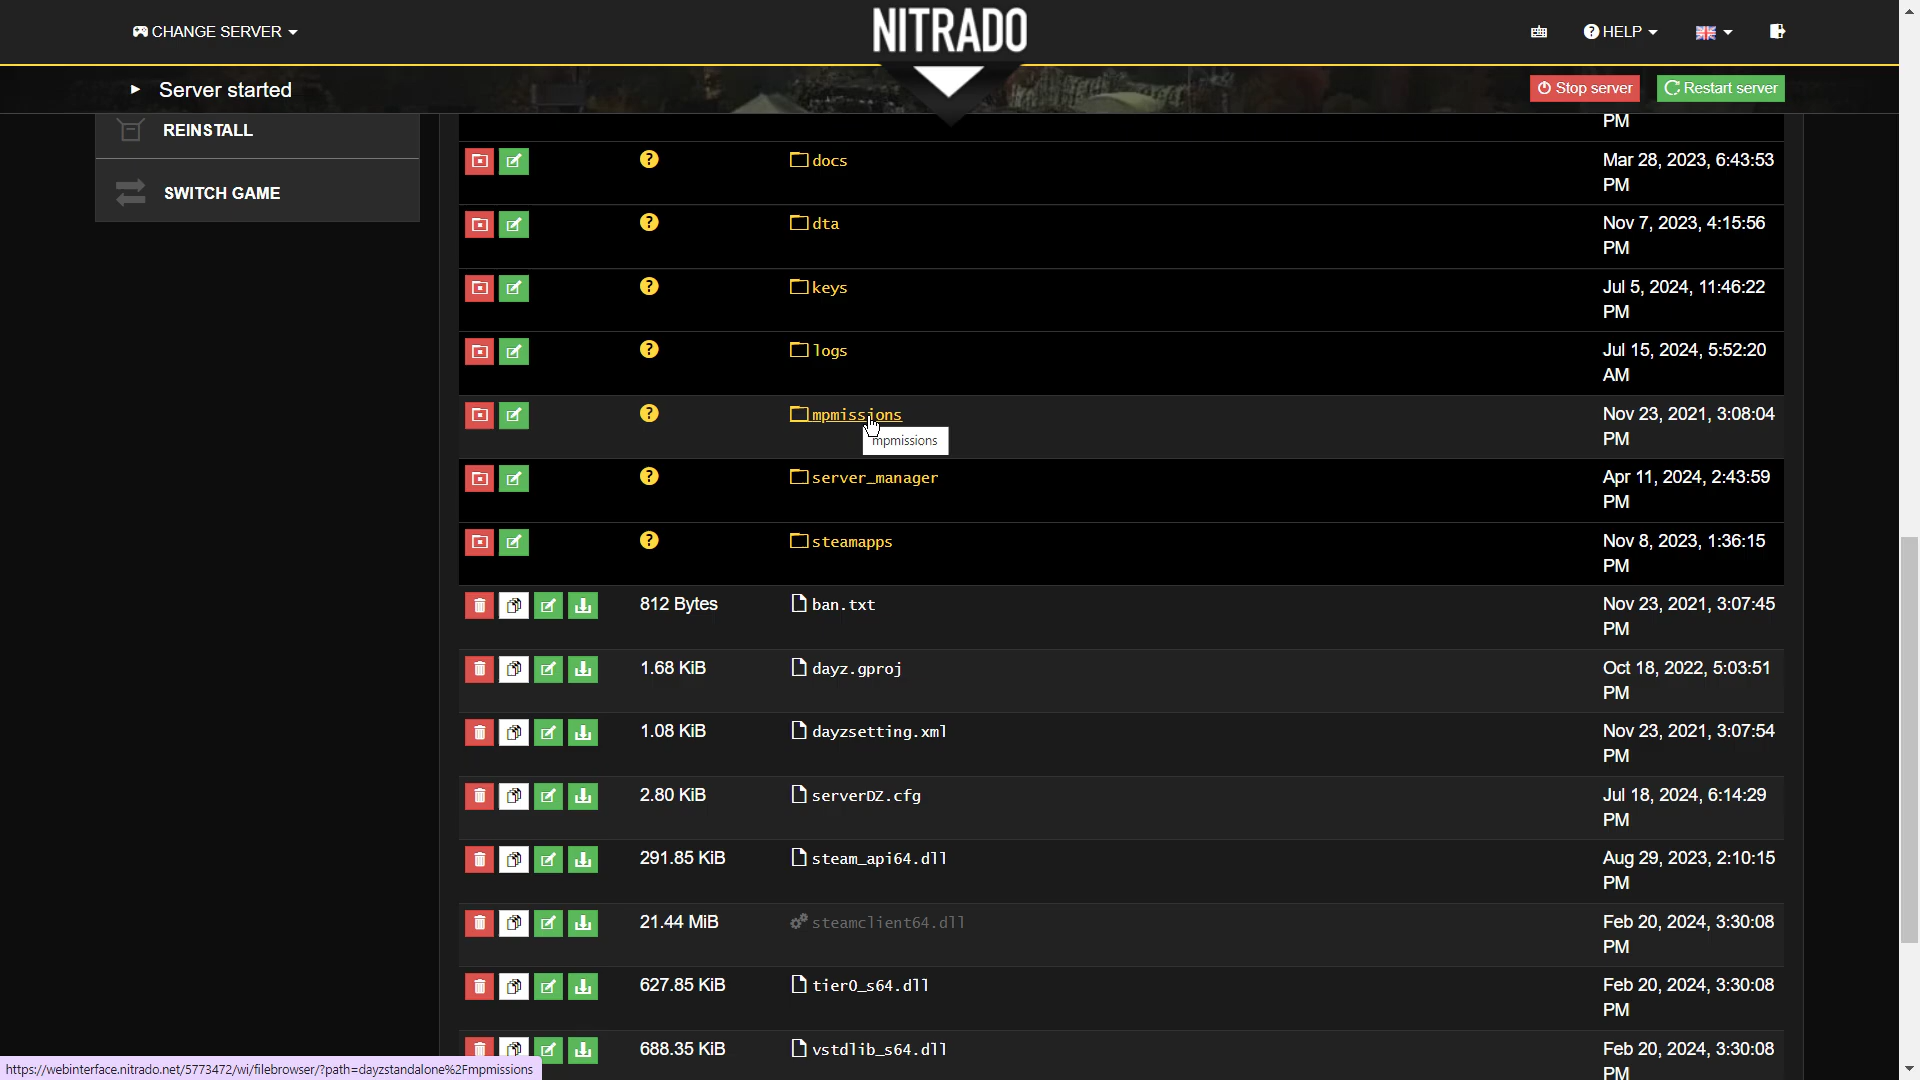 CHANGE SERVER
NITRADO
HELP
Server started
Stop server
Restart server
REINSTALL
SWITCH GAME
PM
docs
Mar 28, 2023, 6:43:53
PM
dta
Nov 7, 2023, 4:15:56
PM
keys
Jul 5, 2024, 11:46:22
PM
logs
Jul 15, 2024, 5:52:20
AM
mpmissions
Nov 23, 2021, 3:08:04
PM
mpmissions
server_manager
Apr 11, 2024, 2:43:59
PM
steamapps
Nov 8, 2023, 1:36:15
PM
812 Bytes
ban.txt
Nov 23, 2021, 3:07:45
PM
1.68 KiB
dayz.gproj
Oct 18, 2022, 5:03:51
PM
1.08 KiB
dayzsetting.xml
Nov 23, 2021, 3:07:54
PM
2.80 KiB
serverDZ.cfg
Jul 18, 2024, 6:14:29
PM
291.85 KiB
steam_api64.dll
Aug 29, 2023, 2:10:15
PM
21.44 MiB
steamclient64.dll
Feb 20, 2024, 3:30:08
PM
627.85 KiB
tier0_s64.dll
Feb 20, 2024, 3:30:08
PM
688.35 KiB
vstdlib_s64.dll
Feb 20, 2024, 3:30:08
PM
https://webinterface.nitrado.net/5773472/wi/filebrowser/?path=dayzstandalone%2Fmpmissions